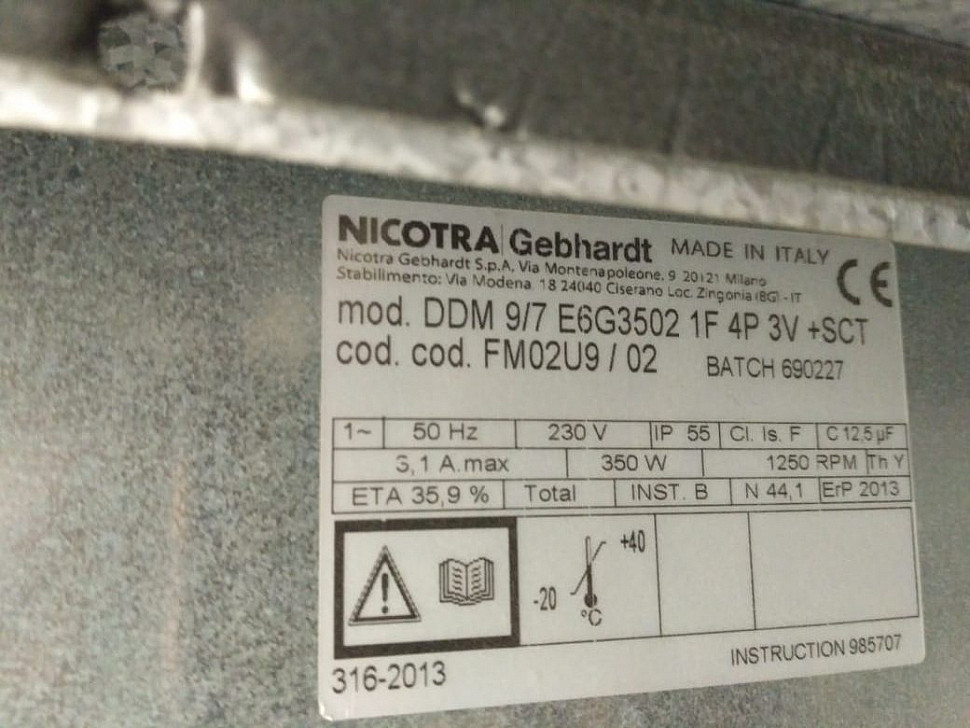 NICOTRA Gebhardt MADE IN ITALY
Nicotra Gebhardt S.p.A. Via Montenapoleone, 9 20121 Milano
Stabilimento: Via Modena, 18 24040 Ciserano Loc. Zingonia (BG) - IT
CE
mod. DDM 9/7 E6G3502 1F 4P 3V +SCT
cod. cod. FM02U9 / 02 BATCH 690227
1~ 50 Hz 230 V IP 55 Cl. Is. F C 12,5 µF
3,1 A.max 350 W 1250 RPM Th Y
ETA 35,9 % Total INST. B N 44,1 ErP 2013
+40
-20
°C
316-2013 INSTRUCTION 985707